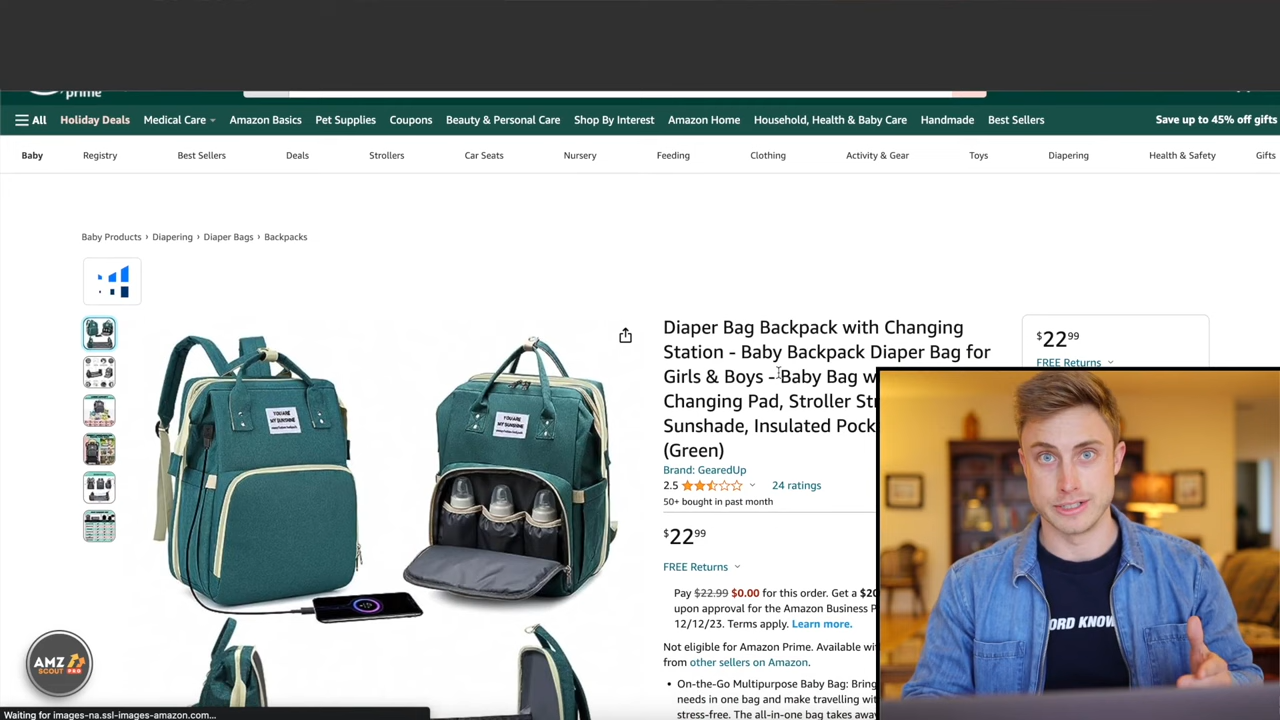 prime
All
Holiday Deals
Medical Care
Amazon Basics
Pet Supplies
Coupons
Beauty & Personal Care
Shop By Interest
Amazon Home
Household, Health & Baby Care
Handmade
Best Sellers
Save up to 45% off gifts
Baby
Registry
Best Sellers
Deals
Strollers
Car Seats
Nursery
Feeding
Clothing
Activity & Gear
Toys
Diapering
Health & Safety
Gifts
Baby Products › Diapering › Diaper Bags › Backpacks
YOU ARE
MY SUNSHINE
YOU ARE
MY SUNSHINE
Diaper Bag Backpack with Changing
Station - Baby Backpack Diaper Bag for
Girls & Boys - Baby Bag w
Changing Pad, Stroller St
Sunshade, Insulated Pock
(Green)
Brand: GearedUp
2.5
24 ratings
50+ bought in past month
$22.99
FREE Returns
Pay $22.99 $0.00 for this order. Get a $20
upon approval for the Amazon Business P
12/12/23. Terms apply. Learn more.
Not eligible for Amazon Prime. Available wi
from other sellers on Amazon.
• On-the-Go Multipurpose Baby Bag: Bring
needs in one bag and make travelling wit
stress-free. The all-in-one bag takes away
$22.99
FREE Returns
ORD KNOW
AMZ
SCOUT PRO
Waiting for images-na.ssl-images-amazon.com...